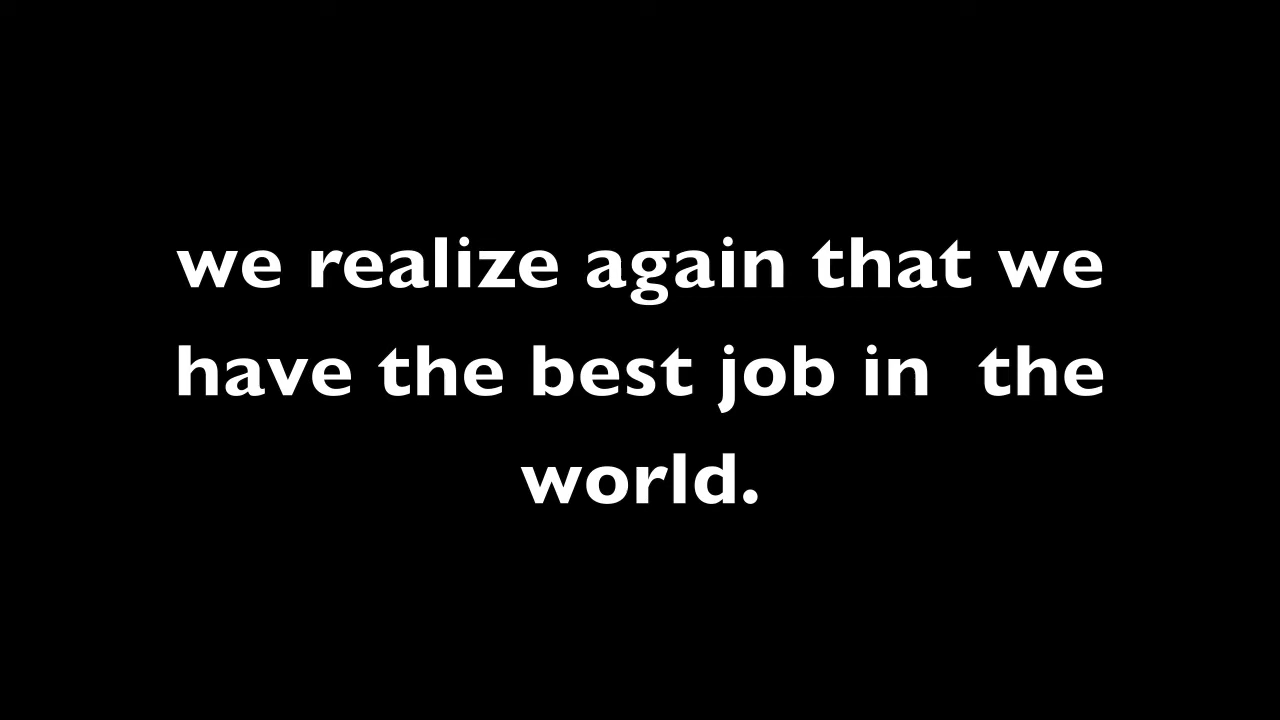 we realize again that we
have the best job in  the
world.